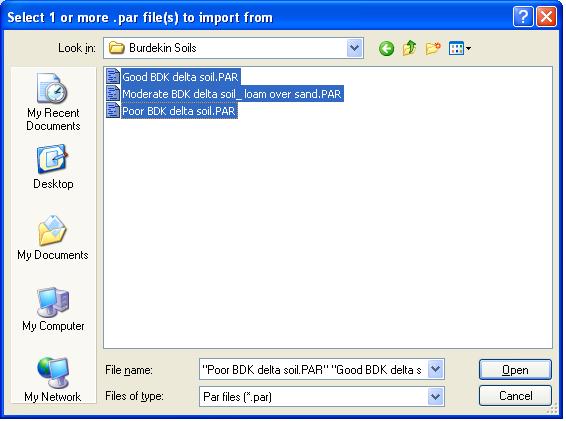 Select 1 or more .par file(s) to import from
Look in: Burdekin Soils
My Recent
Documents
Desktop
My Documents
My Computer
My Network
Good BDK delta soil.PAR
Moderate BDK delta soil_ loam over sand.PAR
Poor BDK delta soil.PAR
File name: "Poor BDK delta soil.PAR" "Good BDK delta s
Open
Files of type: Par files (*.par)
Cancel